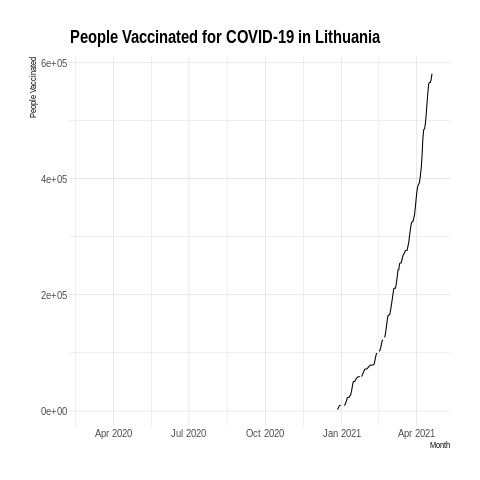 People Vaccinated for COVID-19 in Lithuania
People Vaccinated
6e+05
4e+05
2e+05
0e+00
Apr 2020 Jul 2020 Oct 2020 Jan 2021 Apr 2021
Month